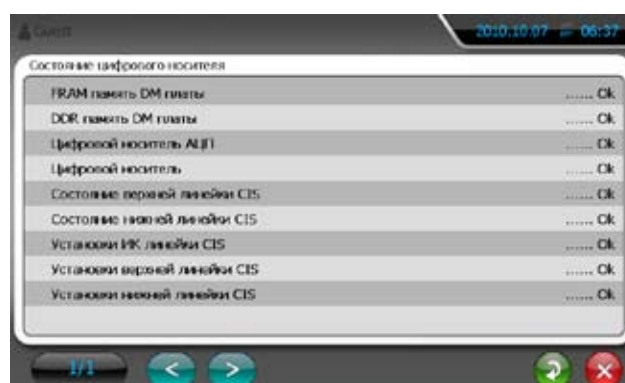 Guest
2010.10.07 06:37
Состояние цифрового носителя
FRAM память DM платы ...... Ok
DDR память DM платы ...... Ok
Цифровой носитель АЦП ...... Ok
Цифровой носитель ...... Ok
Состояние верхней линейки CIS ...... Ok
Состояние нижней линейки CIS ...... Ok
Установки ИК линейки CIS ...... Ok
Установки верхней линейки CIS ...... Ok
Установки нижней линейки CIS ...... Ok
1/1